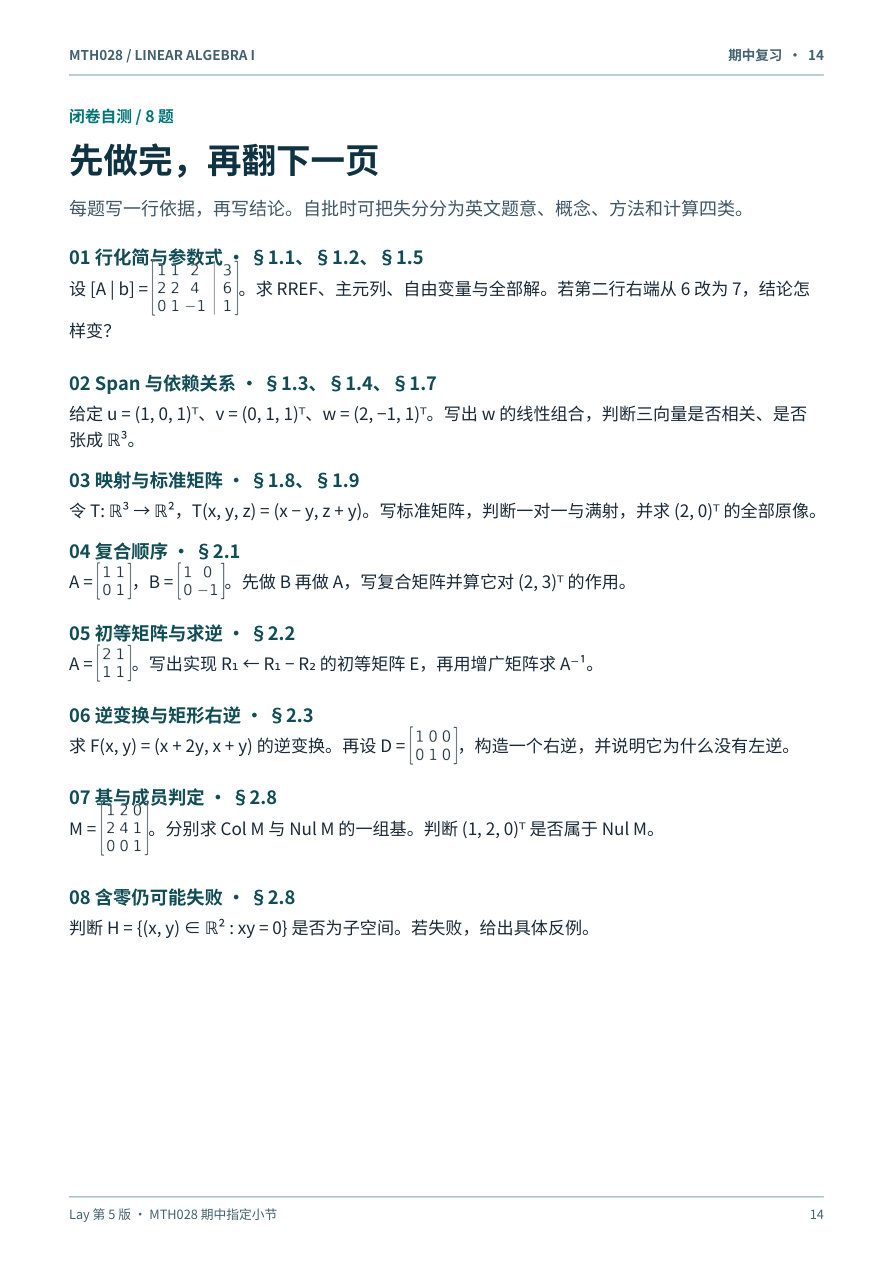 MTH028 / LINEAR ALGEBRA I
期中复习 · 14
闭卷自测 / 8 题
先做完，再翻下一页
每题写一行依据，再写结论。自批时可把失分分为英文题意、概念、方法和计算四类。
01 行化简与参数式 · §1.1、§1.2、§1.5
设 [A | b] = [1 1 2 | 3; 2 2 4 | 6; 0 1 −1 | 1]。求 RREF、主元列、自由变量与全部解。若第二行右端从 6 改为 7，结论怎
样变？
02 Span 与依赖关系 · §1.3、§1.4、§1.7
给定 u = (1, 0, 1)ᵀ、v = (0, 1, 1)ᵀ、w = (2, −1, 1)ᵀ。写出 w 的线性组合，判断三向量是否相关、是否
张成 ℝ³。
03 映射与标准矩阵 · §1.8、§1.9
令 T: ℝ³ → ℝ²，T(x, y, z) = (x − y, z + y)。写标准矩阵，判断一对一与满射，并求 (2, 0)ᵀ 的全部原像。
04 复合顺序 · §2.1
A = [1 1; 0 1]，B = [1 0; 0 −1]。先做 B 再做 A，写复合矩阵并算它对 (2, 3)ᵀ 的作用。
05 初等矩阵与求逆 · §2.2
A = [2 1; 1 1]。写出实现 R₁ ← R₁ − R₂ 的初等矩阵 E，再用增广矩阵求 A⁻¹。
06 逆变换与矩形右逆 · §2.3
求 F(x, y) = (x + 2y, x + y) 的逆变换。再设 D = [1 0 0; 0 1 0]，构造一个右逆，并说明它为什么没有左逆。
07 基与成员判定 · §2.8
M = [1 2 0; 2 4 1; 0 0 1]。分别求 Col M 与 Nul M 的一组基。判断 (1, 2, 0)ᵀ 是否属于 Nul M。
08 含零仍可能失败 · §2.8
判断 H = {(x, y) ∈ ℝ² : xy = 0} 是否为子空间。若失败，给出具体反例。
Lay 第 5 版 · MTH028 期中指定小节
14